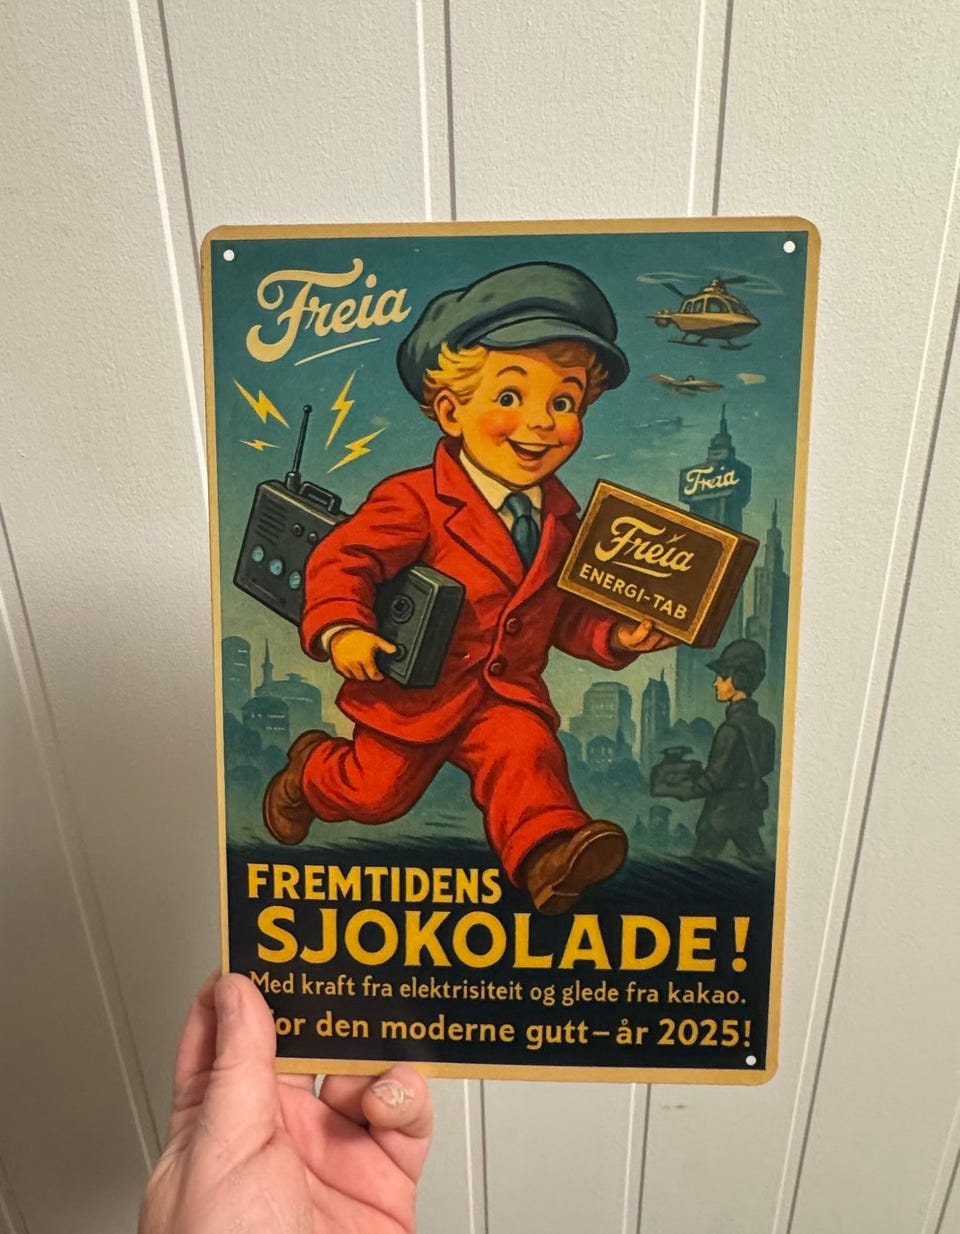 Freia
Freia
Freia
ENERGI-TAB
FREMTIDENS
SJOKOLADE!
Med kraft fra elektrisiteit og glede fra kakao.
or den moderne gutt – år 2025!